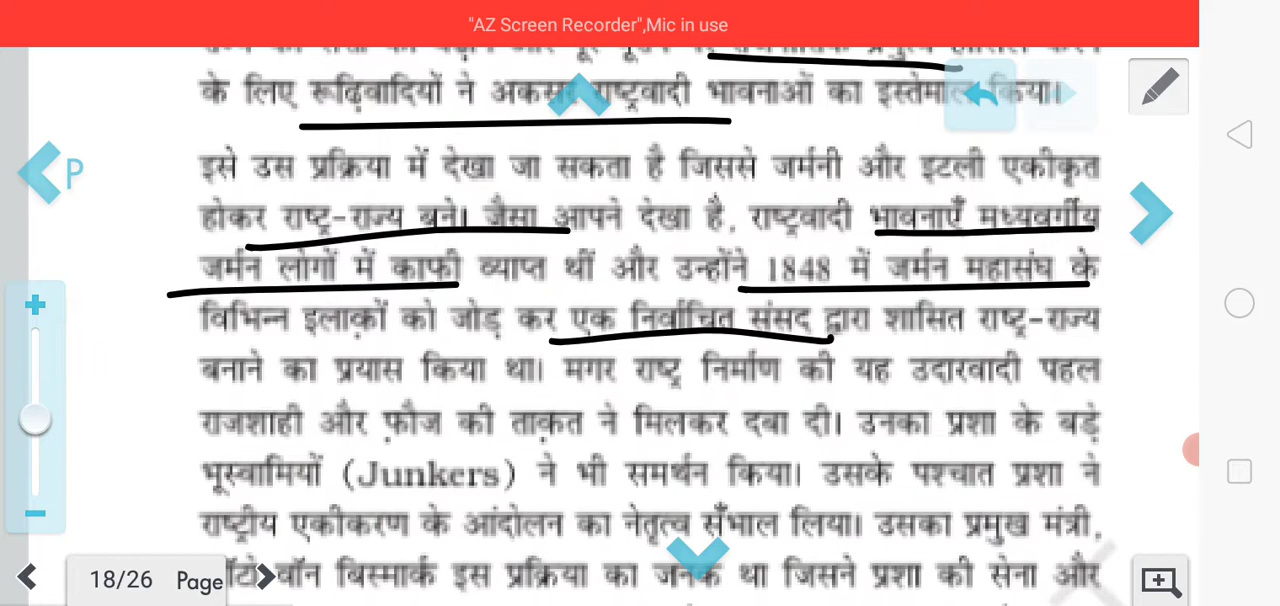 "AZ Screen Recorder",Mic in use
के लिए रूढ़िवादियों ने अकसर राष्ट्रवादी भावनाओं का इस्तेमाल किया।
इसे उस प्रक्रिया में देखा जा सकता है जिससे जर्मनी और इटली एकीकृत
होकर राष्ट्र-राज्य बने। जैसा आपने देखा है, राष्ट्रवादी भावनाएँ मध्यवर्गीय
जर्मन लोगों में काफी व्याप्त थीं और उन्होंने 1848 में जर्मन महासंघ के
विभिन्न इलाक़ों को जोड़ कर एक निर्वाचित संसद द्वारा शासित राष्ट्र-राज्य
बनाने का प्रयास किया था। मगर राष्ट्र निर्माण की यह उदारवादी पहल
राजशाही और फ़ौज की ताक़त ने मिलकर दबा दी। उनका प्रशा के बड़े
भूस्वामियों (Junkers) ने भी समर्थन किया। उसके पश्चात प्रशा ने
राष्ट्रीय एकीकरण के आंदोलन का नेतृत्व सँभाल लिया। उसका प्रमुख मंत्री,
वॉन बिस्मार्क इस प्रक्रिया का जनक था जिसने प्रशा की सेना और
P
18/26 Page